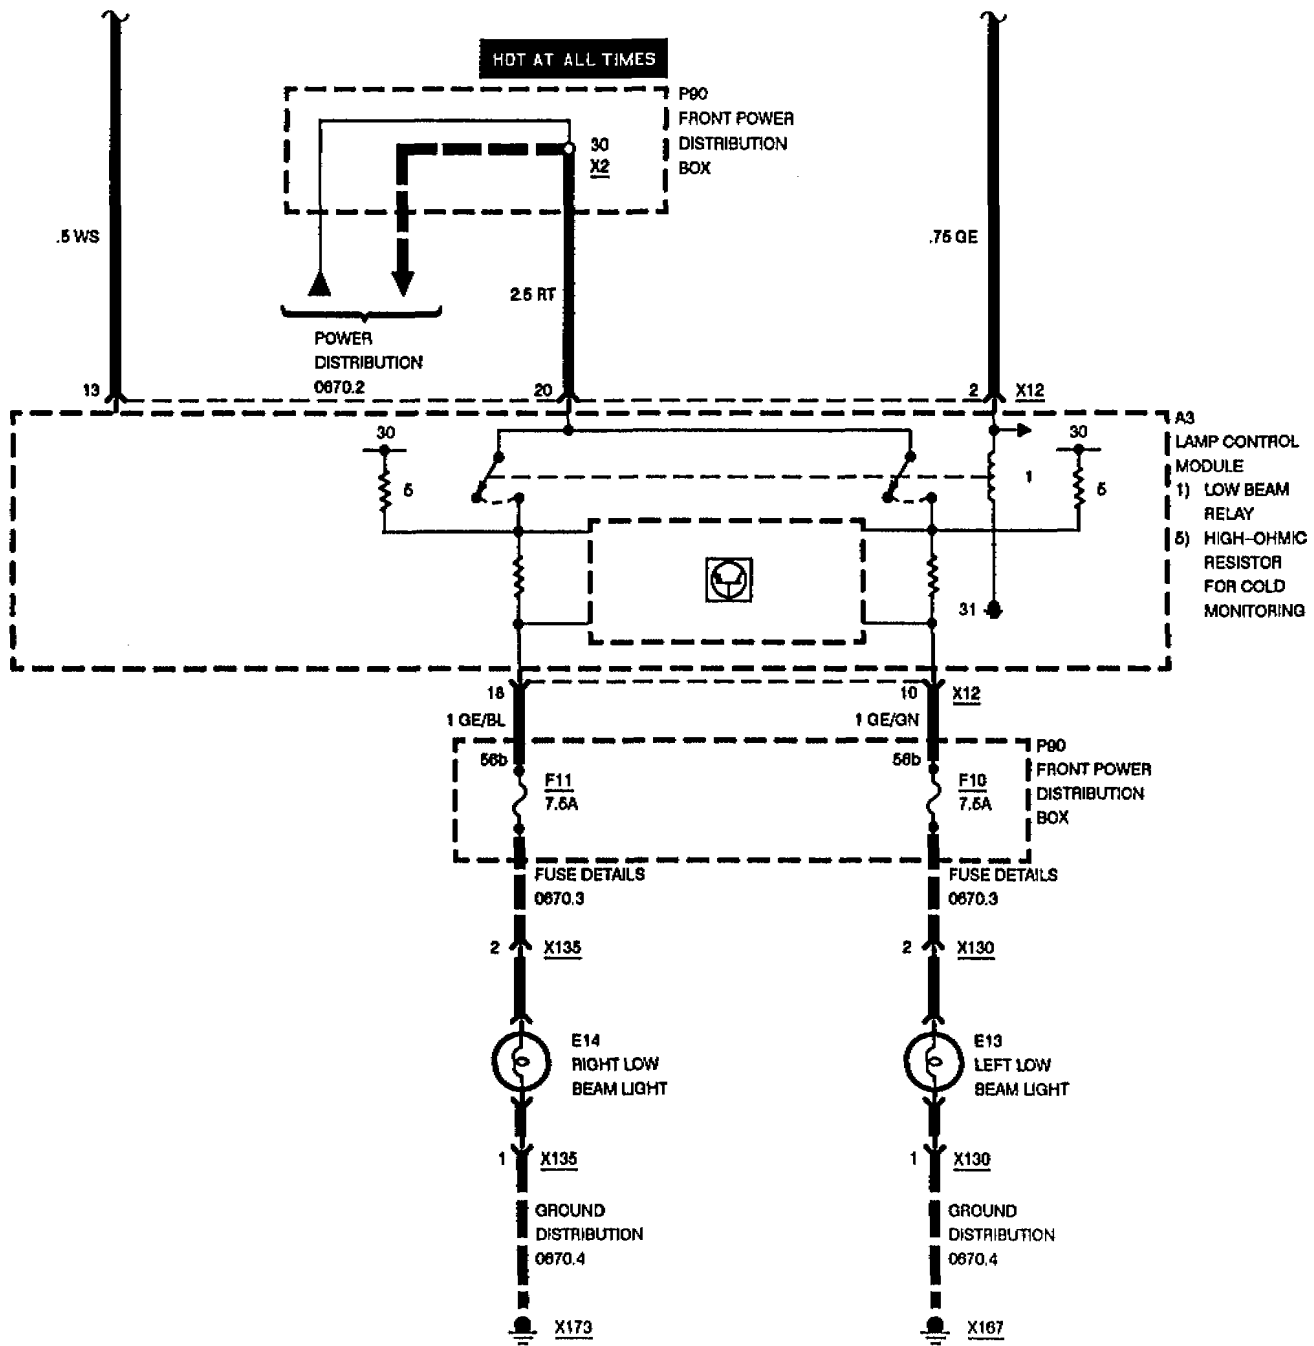 HOT AT ALL TIMES
P90
FRONT POWER
DISTRIBUTION
BOX
30
X2
.5 WS
.75 GE
2.5 RT
POWER
DISTRIBUTION
0670.2
13
20
2
X12
A3
LAMP CONTROL
MODULE
1) LOW BEAM
RELAY
5) HIGH-OHMIC
RESISTOR
FOR COLD
MONITORING
30
5
1
30
5
31
18
10
X12
1 GE/BL
1 GE/GN
56b
F11
7.5A
56b
F10
7.5A
P90
FRONT POWER
DISTRIBUTION
BOX
FUSE DETAILS
0670.3
FUSE DETAILS
0670.3
2
X135
2
X130
E14
RIGHT LOW
BEAM LIGHT
E13
LEFT LOW
BEAM LIGHT
1
X135
1
X130
GROUND
DISTRIBUTION
0670.4
GROUND
DISTRIBUTION
0670.4
X173
X167